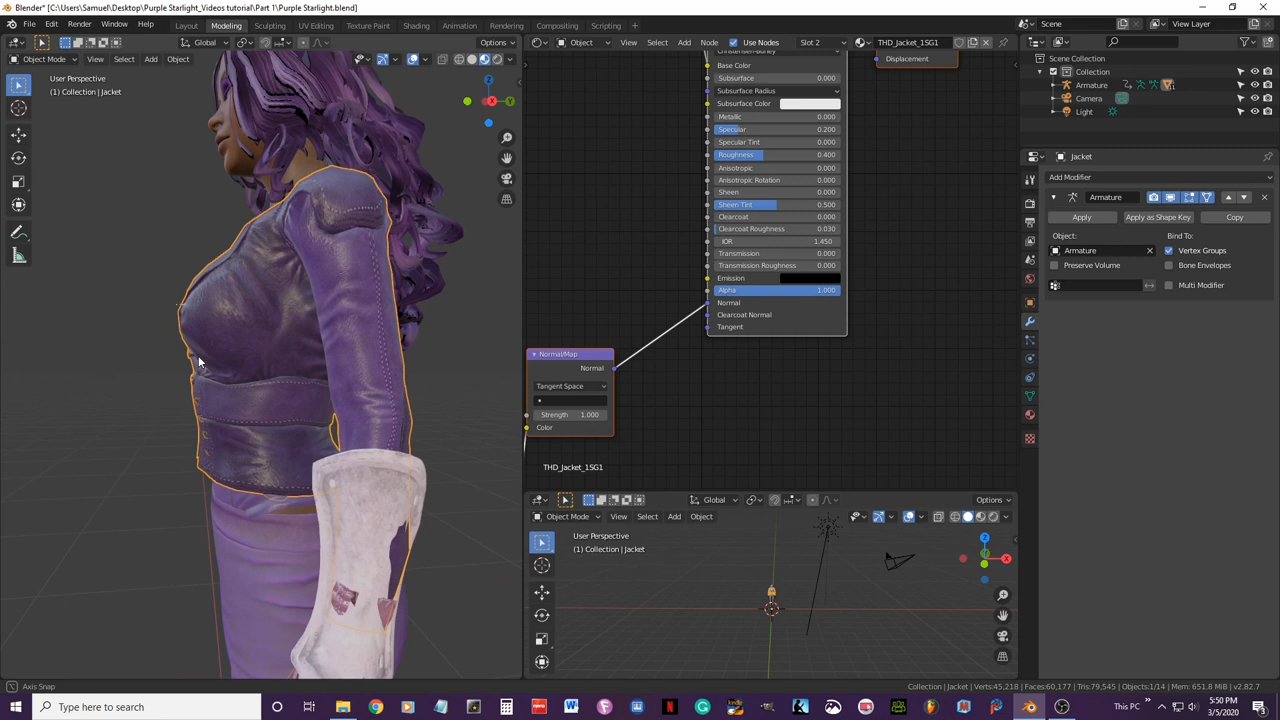 Blender* [C:\Users\Samuel\Desktop\Purple Starlight_Videos tutorial\Part 1\Purple Starlight.blend]
File Edit Render Window Help Layout Modeling Sculpting UV Editing Texture Paint Shading Animation Rendering Compositing Scripting Scene View Layer
Global Options Object View Select Add Node Use Nodes Slot 2 THD_Jacket_1SG1
Object Mode View Select Add Object
User Perspective
(1) Collection | Jacket
Displacement
Base Color
Subsurface 0.000
Subsurface Radius
Subsurface Color
Metallic 0.000
Specular 0.200
Specular Tint 0.000
Roughness 0.400
Anisotropic 0.000
Anisotropic Rotation 0.000
Sheen 0.000
Sheen Tint 0.500
Clearcoat 0.000
Clearcoat Roughness 0.030
IOR 1.450
Transmission 0.000
Transmission Roughness 0.000
Emission
Alpha 1.000
Normal
Clearcoat Normal
Tangent
Normal/Map
Normal
Tangent Space
Strength 1.000
Color
THD_Jacket_1SG1
Global Options
Object Mode View Select Add Object
User Perspective
(1) Collection | Jacket
Scene Collection
Collection
Armature
Camera
Light
Jacket
Add Modifier
Armature
Apply Apply as Shape Key Copy
Object: Bind To:
Armature Vertex Groups
Preserve Volume Bone Envelopes
Multi Modifier
Axis Snap
Collection | Jacket | Verts:45,218 | Faces:60,177 | Tris:79,545 | Objects:1/14 | Mem: 651.8 MiB | v2.82.7
Type here to search
This PC
5:50 PM
3/5/2020